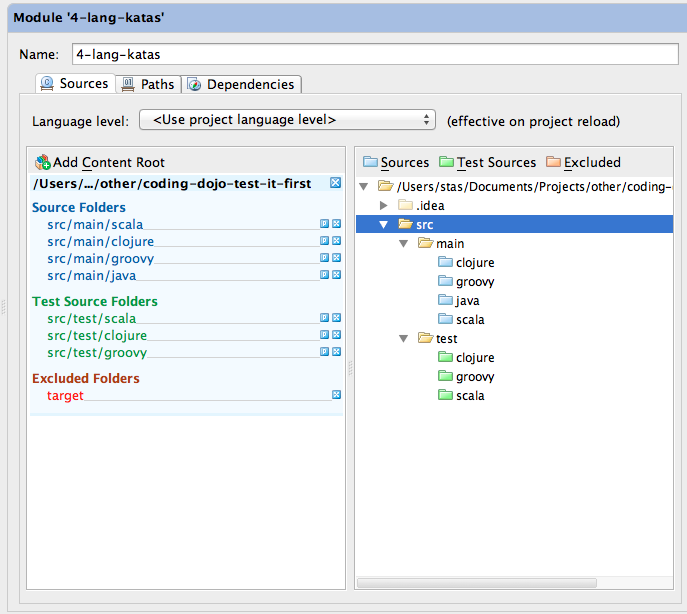 Module '4-lang-katas'
Name: 4-lang-katas
Sources Paths Dependencies
Language level: <Use project language level> (effective on project reload)
Add Content Root
/Users/.../other/coding-dojo-test-it-first
Source Folders
src/main/scala
src/main/clojure
src/main/groovy
src/main/java
Test Source Folders
src/test/scala
src/test/clojure
src/test/groovy
Excluded Folders
target
Sources Test Sources Excluded
/Users/stas/Documents/Projects/other/coding-
.idea
src
main
clojure
groovy
java
scala
test
clojure
groovy
scala